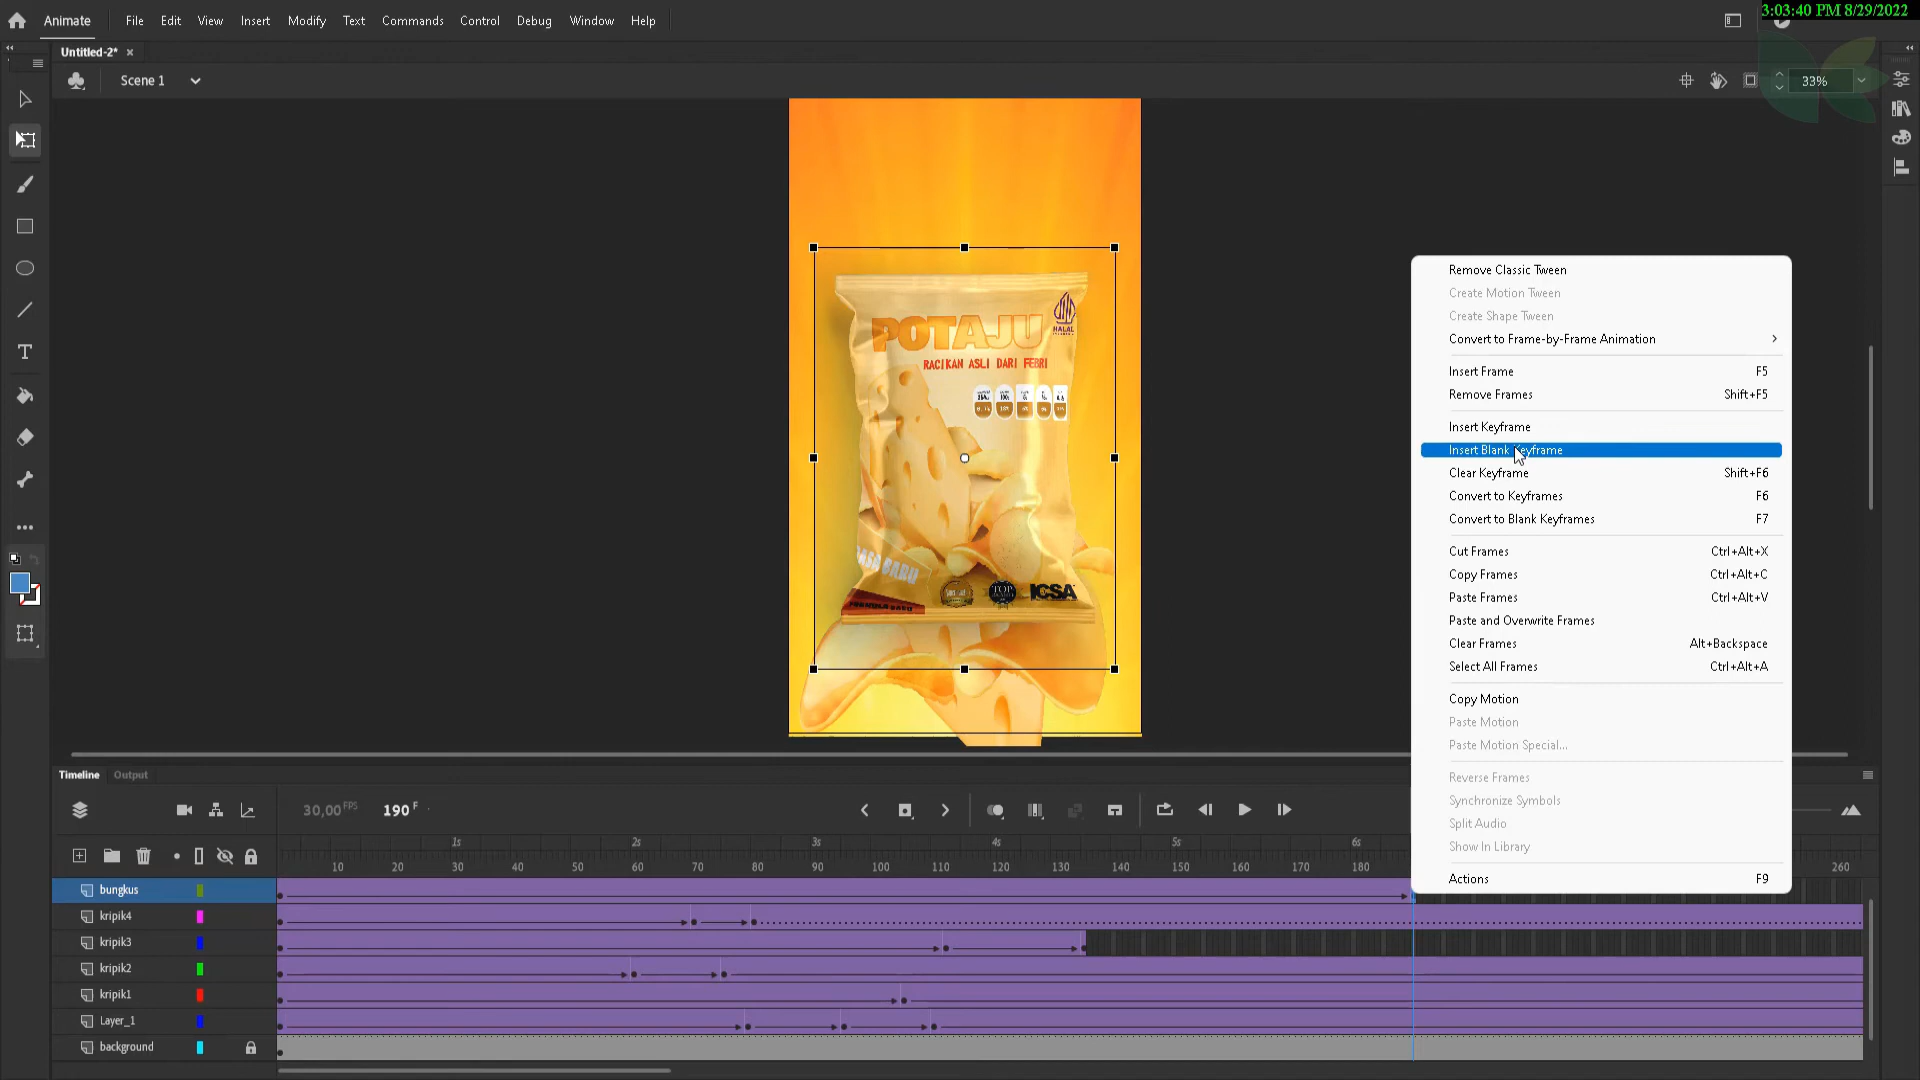 3:03:40 PM 8/29/2022
Animate File Edit View Insert Modify Text Commands Control Debug Window Help
Untitled-2* ×
Scene 1
33%
POTAJU
HALAL
RACIKAN ASLI DARI FEBRI
RASA BARU
TOP
ICSA
FORMULA BARU
Remove Classic Tween
Create Motion Tween
Create Shape Tween
Convert to Frame-by-Frame Animation
Insert Frame F5
Remove Frames Shift+F5
Insert Keyframe
Insert Blank Keyframe
Clear Keyframe Shift+F6
Convert to Keyframes F6
Convert to Blank Keyframes F7
Cut Frames Ctrl+Alt+X
Copy Frames Ctrl+Alt+C
Paste Frames Ctrl+Alt+V
Paste and Overwrite Frames
Clear Frames Alt+Backspace
Select All Frames Ctrl+Alt+A
Copy Motion
Paste Motion
Paste Motion Special...
Reverse Frames
Synchronize Symbols
Split Audio
Show In Library
Actions F9
Timeline Output
30,00 FPS 190 F
1s 2s 3s 4s 5s 6s
10 20 30 40 50 60 70 80 90 100 110 120 130 140 150 160 170 180 260
bungkus
kripik4
kripik3
kripik2
kripik1
Layer_1
background